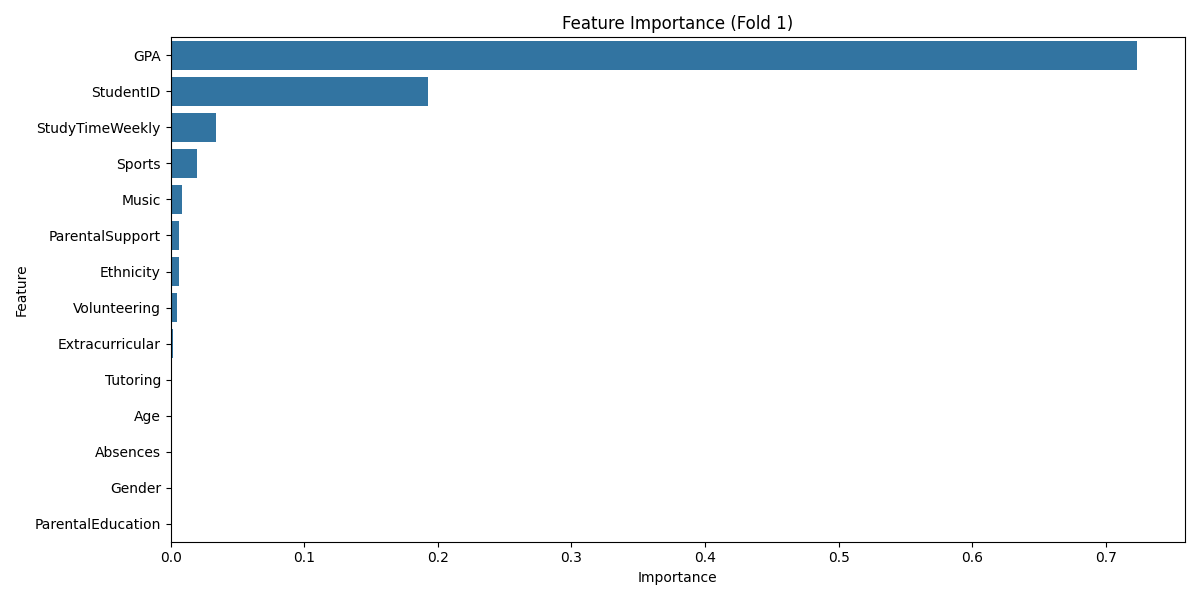 Feature Importance (Fold 1)
Feature
GPA
StudentID
StudyTimeWeekly
Sports
Music
ParentalSupport
Ethnicity
Volunteering
Extracurricular
Tutoring
Age
Absences
Gender
ParentalEducation
0.0 0.1 0.2 0.3 0.4 0.5 0.6 0.7
Importance